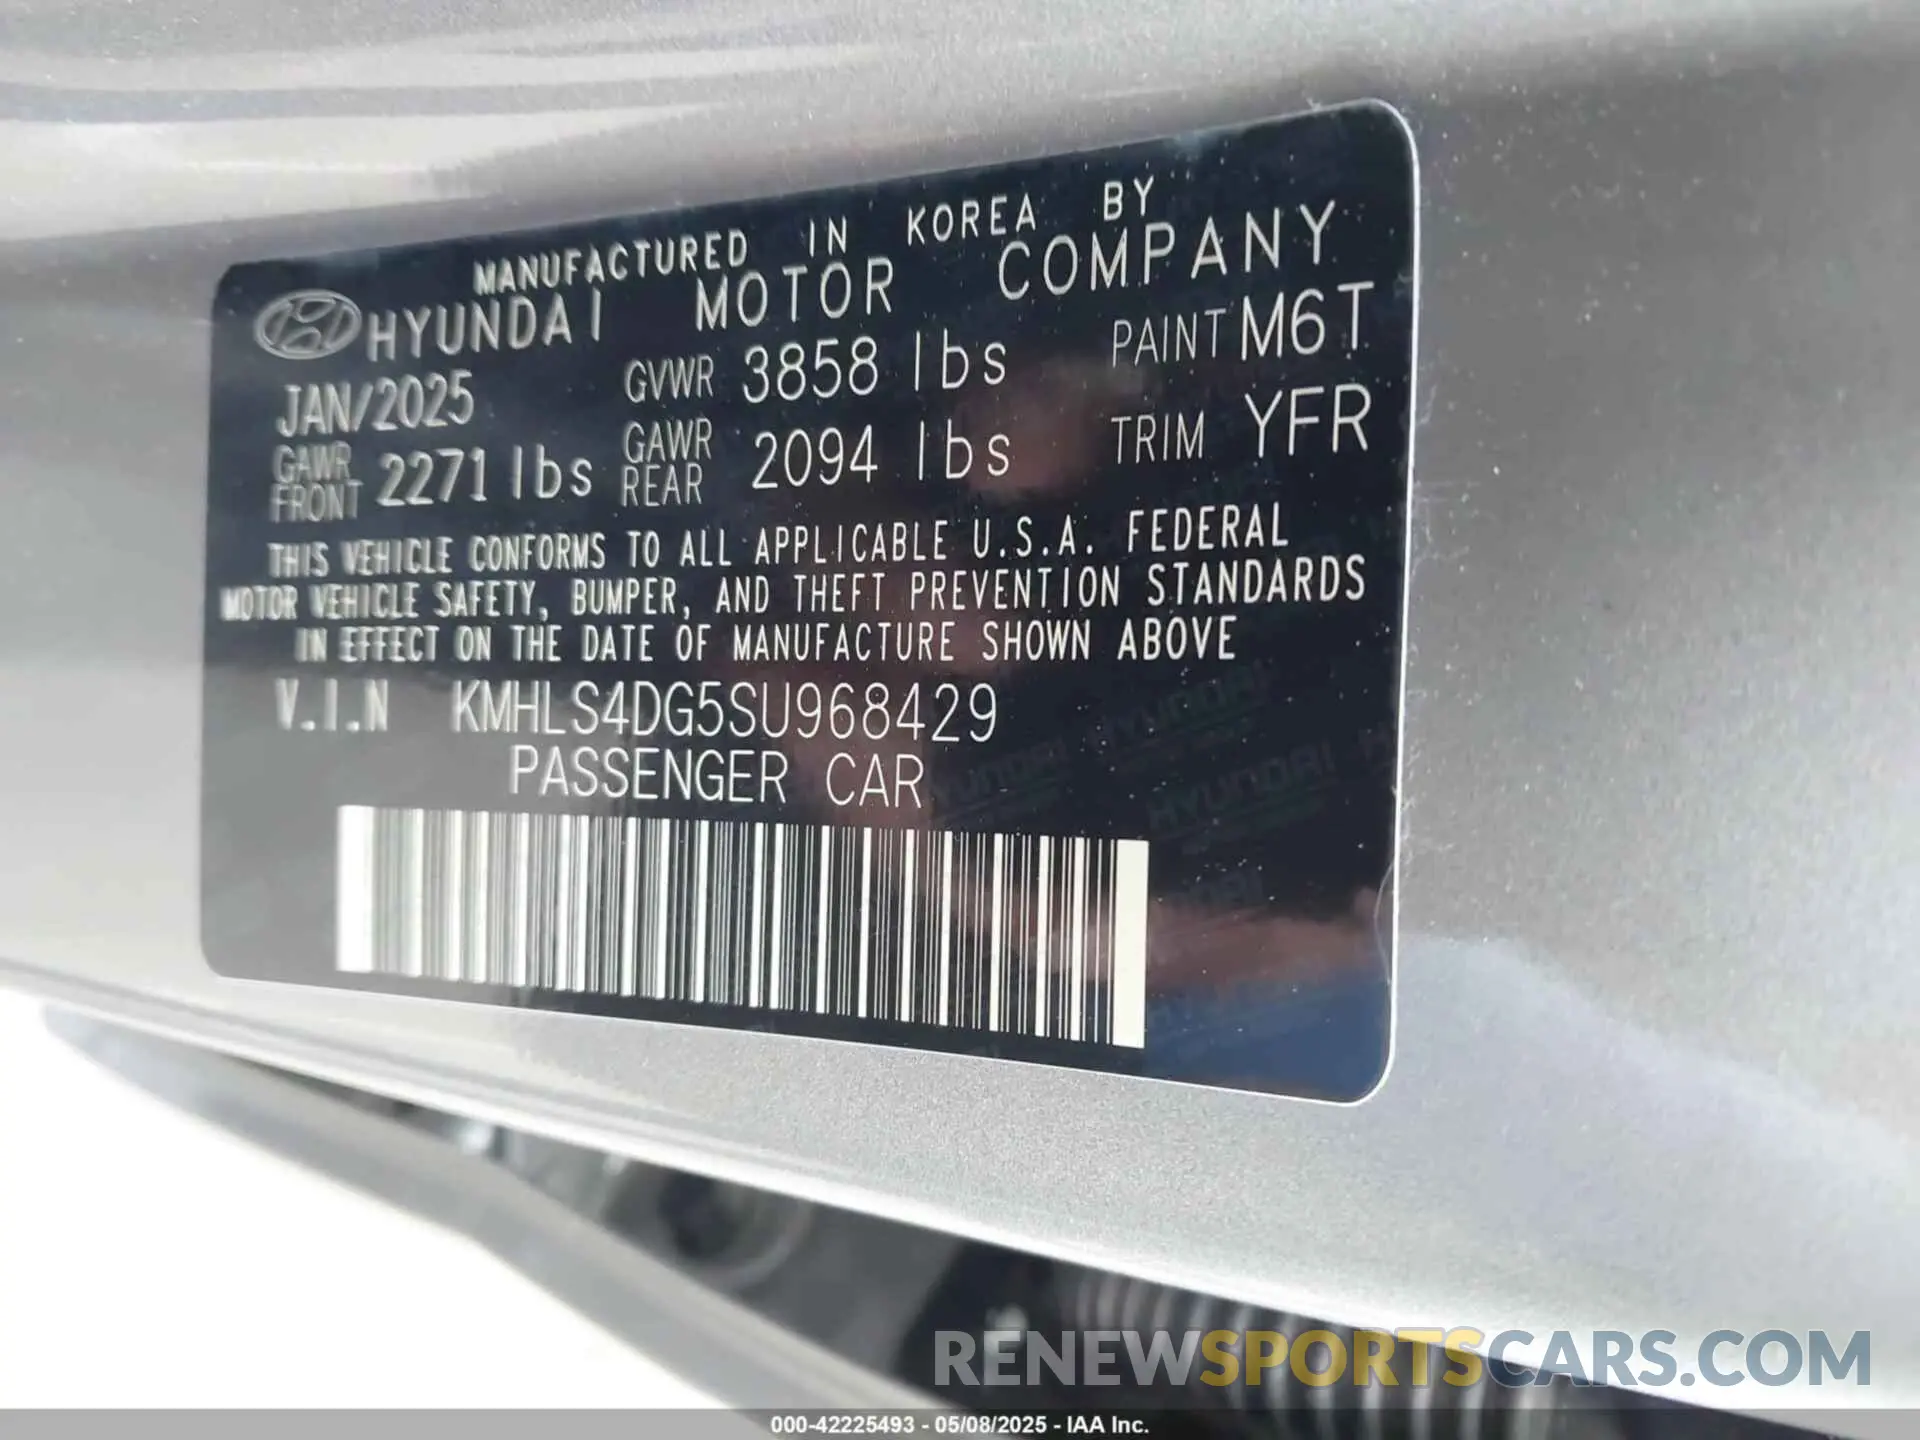 MANUFACTURED IN KOREA BY
HYUNDAI MOTOR COMPANY
JAN/2025 GVWR 3858 lbs PAINT M6T
GAWR FRONT 2271 lbs GAWR REAR 2094 lbs TRIM YFR
THIS VEHICLE CONFORMS TO ALL APPLICABLE U.S.A. FEDERAL
MOTOR VEHICLE SAFETY, BUMPER, AND THEFT PREVENTION STANDARDS
IN EFFECT ON THE DATE OF MANUFACTURE SHOWN ABOVE
V.I.N KMHLS4DG5SU968429
PASSENGER CAR
HYUNDAI
HYUNDAI HYUNDAI
RENEWSPORTSCARS.COM
000-42225493 - 05/08/2025 - IAA Inc.